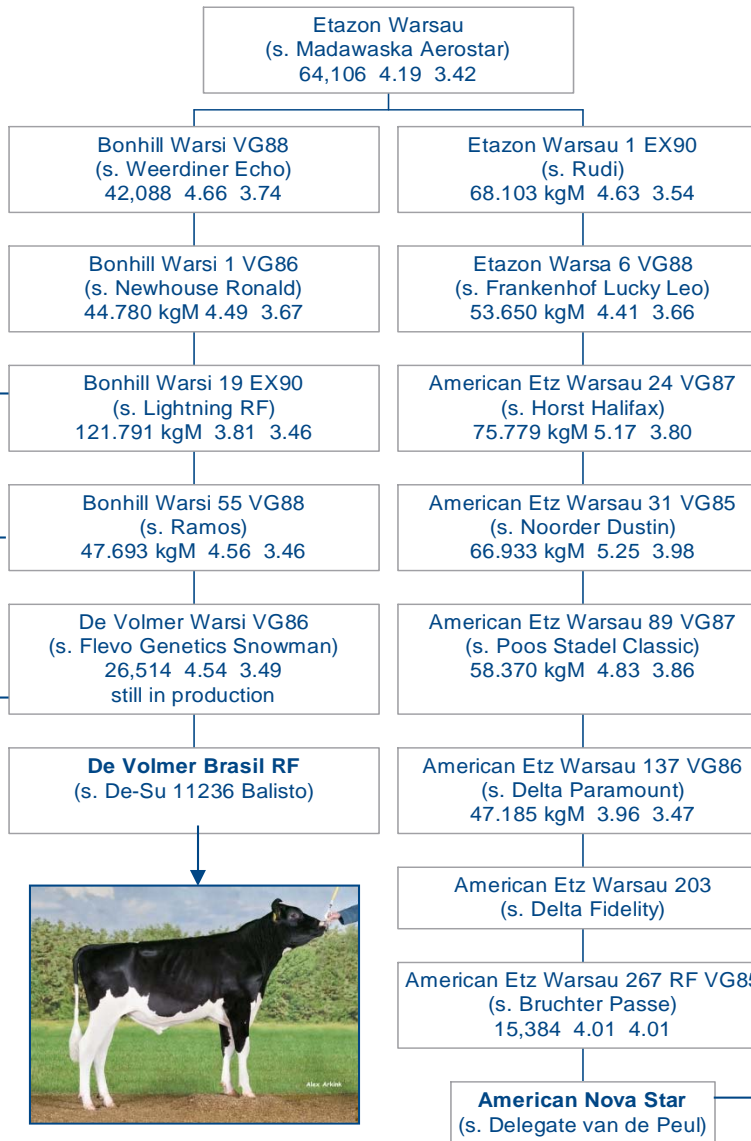 Etazon Warsau
(s. Madawaska Aerostar)
64,106 4.19 3.42
Bonhill Warsi VG88
(s. Weerdiner Echo)
42,088 4.66 3.74
Bonhill Warsi 1 VG86
(s. Newhouse Ronald)
44.780 kgM 4.49 3.67
Bonhill Warsi 19 EX90
(s. Lightning RF)
121.791 kgM 3.81 3.46
Bonhill Warsi 55 VG88
(s. Ramos)
47.693 kgM 4.56 3.46
De Volmer Warsi VG86
(s. Flevo Genetics Snowman)
26,514 4.54 3.49
still in production
De Volmer Brasil RF
(s. De-Su 11236 Balisto)
Alex Arkink
Etazon Warsau 1 EX90
(s. Rudi)
68.103 kgM 4.63 3.54
Etazon Warsa 6 VG88
(s. Frankenhof Lucky Leo)
53.650 kgM 4.41 3.66
American Etz Warsau 24 VG87
(s. Horst Halifax)
75.779 kgM 5.17 3.80
American Etz Warsau 31 VG85
(s. Noorder Dustin)
66.933 kgM 5.25 3.98
American Etz Warsau 89 VG87
(s. Poos Stadel Classic)
58.370 kgM 4.83 3.86
American Etz Warsau 137 VG86
(s. Delta Paramount)
47.185 kgM 3.96 3.47
American Etz Warsau 203
(s. Delta Fidelity)
American Etz Warsau 267 RF VG85
(s. Bruchter Passe)
15,384 4.01 4.01
American Nova Star
(s. Delegate van de Peul)